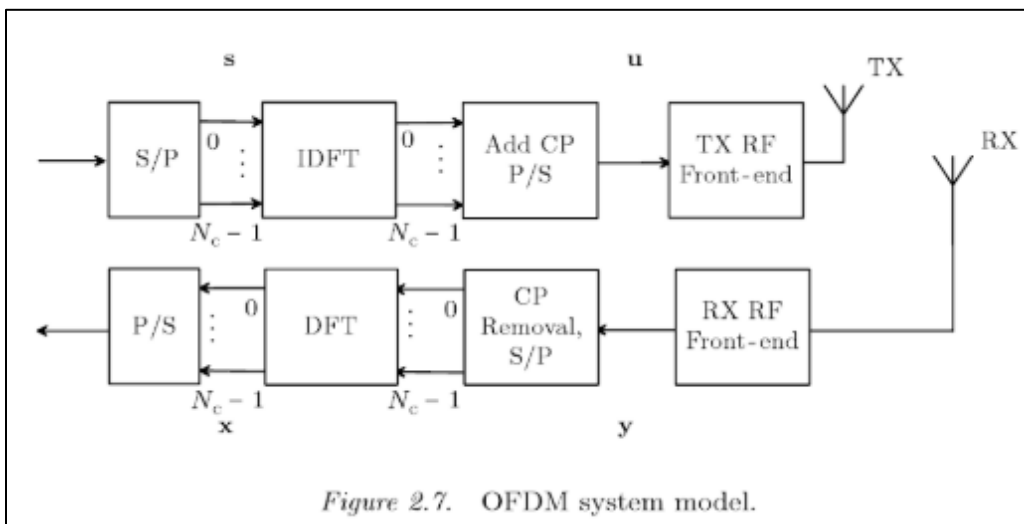 s
u
TX
RX
S/P
0
⋮
N_c − 1
IDFT
0
⋮
N_c − 1
Add CP
P/S
TX RF
Front-end
P/S
0
⋮
N_c − 1
DFT
0
⋮
N_c − 1
CP
Removal,
S/P
RX RF
Front-end
x
y
Figure 2.7. OFDM system model.